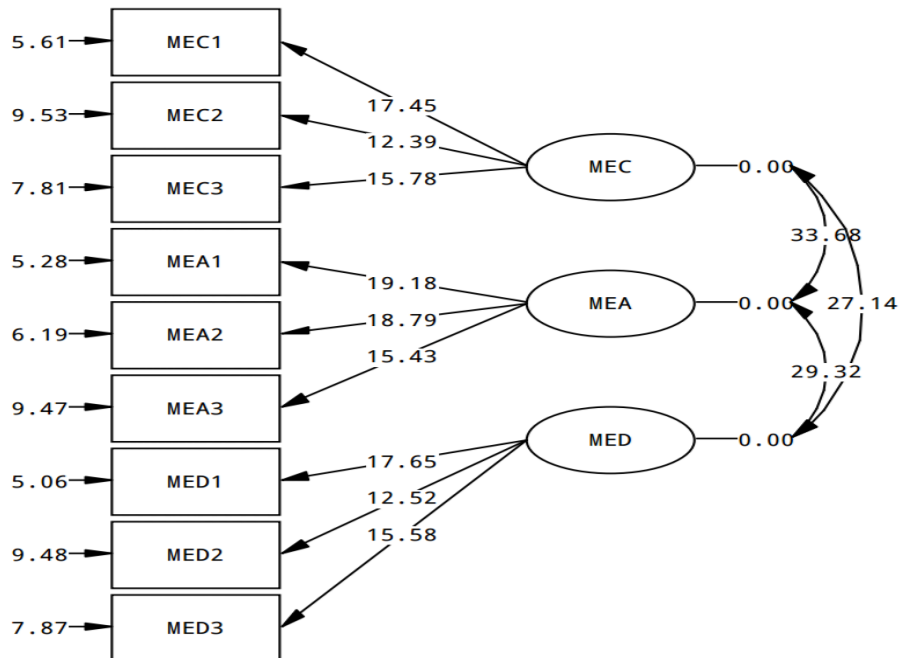 5.61 MEC1
17.45
9.53 MEC2
12.39
7.81 MEC3
15.78
MEC 0.00
33.68
5.28 MEA1
19.18
6.19 MEA2
18.79
MEA 0.00
27.14
15.43
29.32
9.47 MEA3
MED 0.00
5.06 MED1
17.65
9.48 MED2
12.52
15.58
7.87 MED3